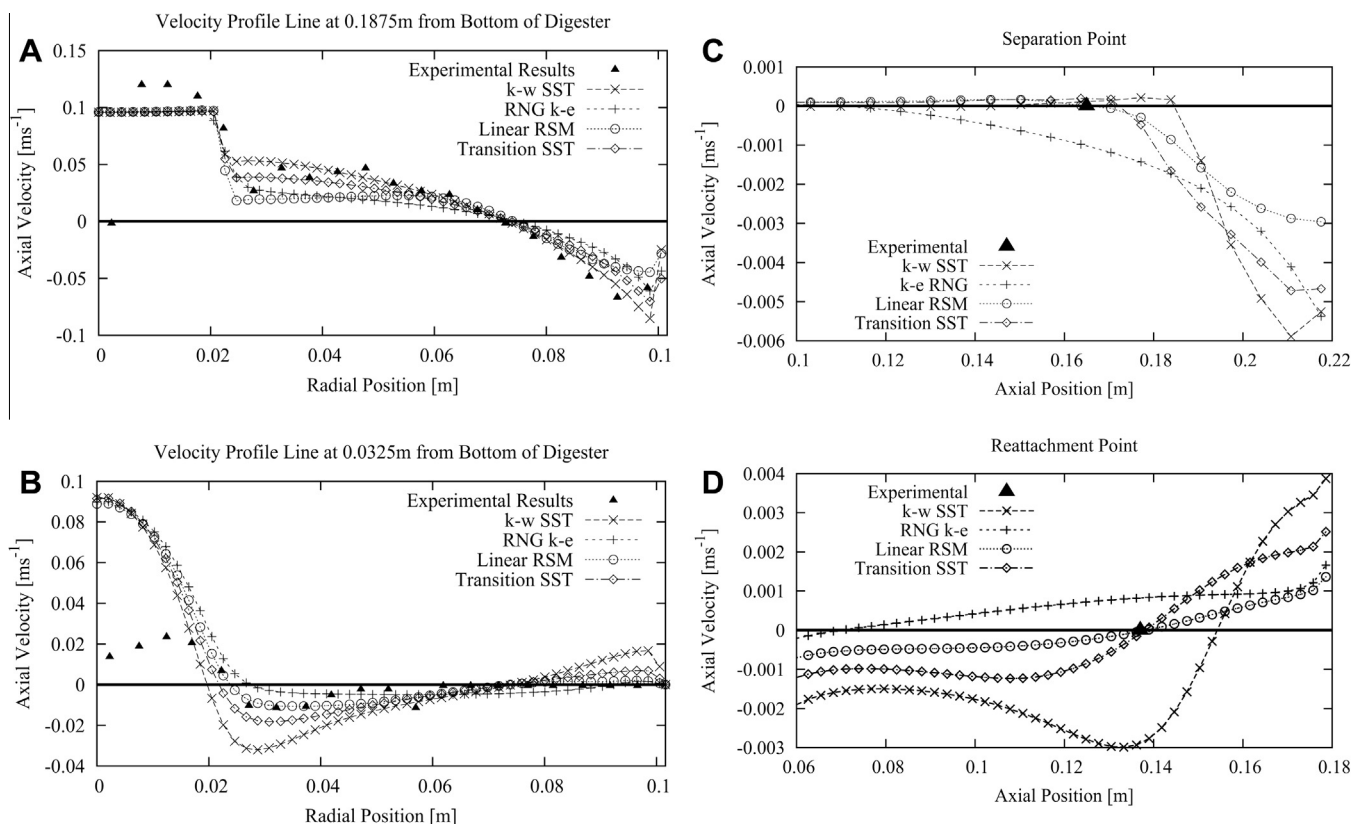 Velocity Profile Line at 0.1875m from Bottom of Digester
A
0.15
0.1
0.05
0
-0.05
-0.1
Axial Velocity [ms-1]
Experimental Results
k-w SST
RNG k-e
Linear RSM
Transition SST
0 0.02 0.04 0.06 0.08 0.1
Radial Position [m]
Separation Point
C
0.001
0
-0.001
-0.002
-0.003
-0.004
-0.005
-0.006
Axial Velocity [ms-1]
Experimental
k-w SST
k-e RNG
Linear RSM
Transition SST
0.1 0.12 0.14 0.16 0.18 0.2 0.22
Axial Position [m]
Velocity Profile Line at 0.0325m from Bottom of Digester
B
0.1
0.08
0.06
0.04
0.02
0
-0.02
-0.04
Axial Velocity [ms-1]
Experimental Results
k-w SST
RNG k-e
Linear RSM
Transition SST
0 0.02 0.04 0.06 0.08 0.1
Radial Position [m]
Reattachment Point
D
0.004
0.003
0.002
0.001
0
-0.001
-0.002
-0.003
Axial Velocity [ms-1]
Experimental
k-w SST
RNG k-e
Linear RSM
Transition SST
0.06 0.08 0.1 0.12 0.14 0.16 0.18
Axial Position [m]